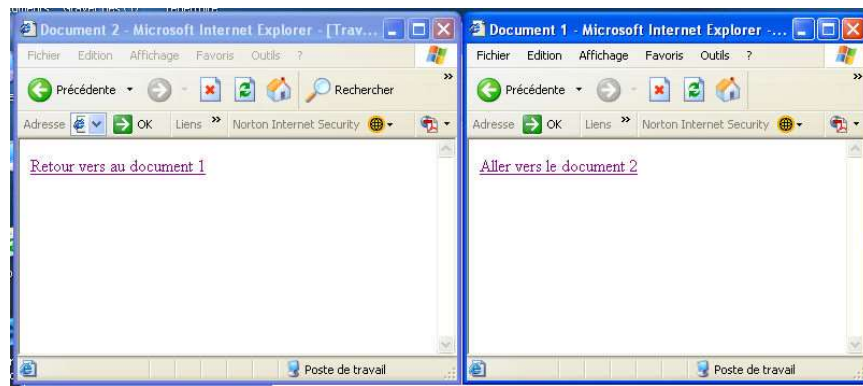 Document 2 - Microsoft Internet Explorer - [Trav...
Fichier Edition Affichage Favoris Outils ?
Précédente Rechercher »
Adresse OK Liens » Norton Internet Security
Retour vers au document 1
Poste de travail
Document 1 - Microsoft Internet Explorer -...
Fichier Edition Affichage Favoris Outils ?
Précédente »
Adresse OK Liens » Norton Internet Security
Aller vers le document 2
Poste de travail